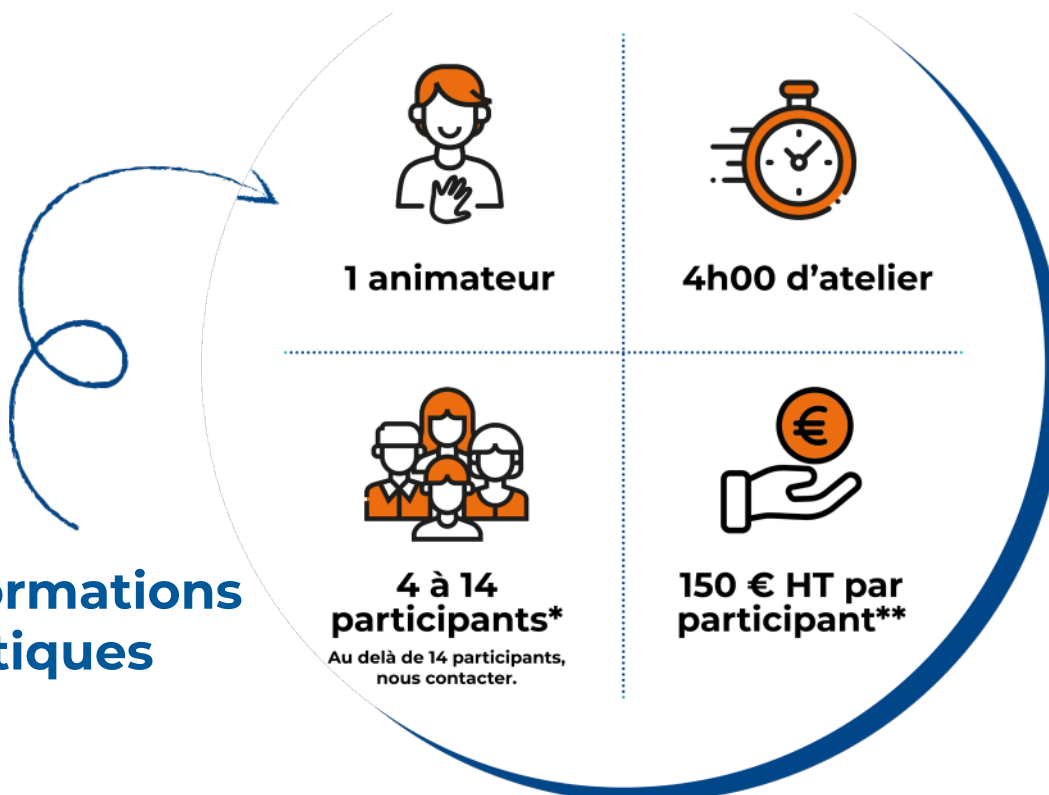 1 animateur
4h00 d’atelier
4 à 14
participants*
Au delà de 14 participants,
nous contacter.
150 € HT par
participant**
ormations
tiques